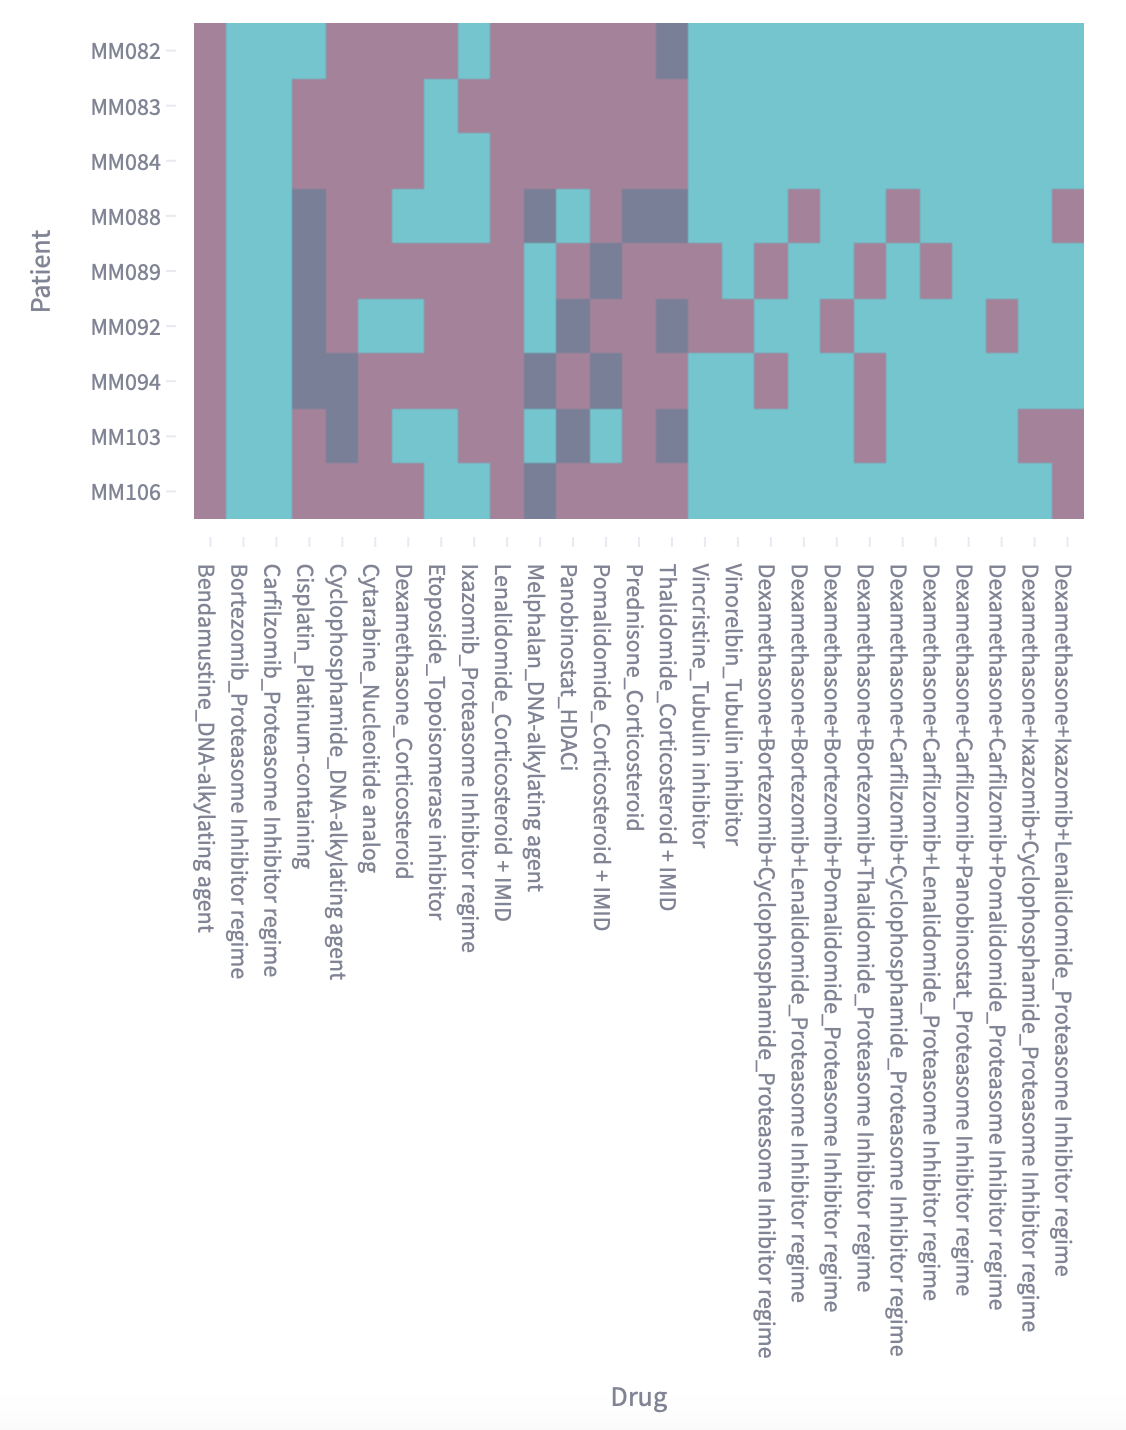 MM082
MM083
MM084
MM088
MM089
MM092
MM094
MM103
MM106
Patient
Bendamustine_DNA-alkylating agent
Bortezomib_Proteasome Inhibitor regime
Carfilzomib_Proteasome Inhibitor regime
Cisplatin_Platinum-containing
Cyclophosphamide_DNA-alkylating agent
Cytarabine_Nucleoitide analog
Dexamethasone_Corticosteroid
Etoposide_Topoisomerase inhibitor
Ixazomib_Proteasome Inhibitor regime
Lenalidomide_Corticosteroid + IMID
Melphalan_DNA-alkylating agent
Panobinostat_HDACi
Pomalidomide_Corticosteroid + IMID
Prednisone_Corticosteroid
Thalidomide_Corticosteroid + IMID
Vincristine_Tubulin inhibitor
Vinorelbin_Tubulin inhibitor
Dexamethasone+Bortezomib+Cyclophosphamide_Proteasome Inhibitor regime
Dexamethasone+Bortezomib+Lenalidomide_Proteasome Inhibitor regime
Dexamethasone+Bortezomib+Pomalidomide_Proteasome Inhibitor regime
Dexamethasone+Bortezomib+Thalidomide_Proteasome Inhibitor regime
Dexamethasone+Carfilzomib+Cyclophosphamide_Proteasome Inhibitor regime
Dexamethasone+Carfilzomib+Lenalidomide_Proteasome Inhibitor regime
Dexamethasone+Carfilzomib+Panobinostat_Proteasome Inhibitor regime
Dexamethasone+Carfilzomib+Pomalidomide_Proteasome Inhibitor regime
Dexamethasone+Ixazomib+Cyclophosphamide_Proteasome Inhibitor regime
Dexamethasone+Ixazomib+Lenalidomide_Proteasome Inhibitor regime
Drug